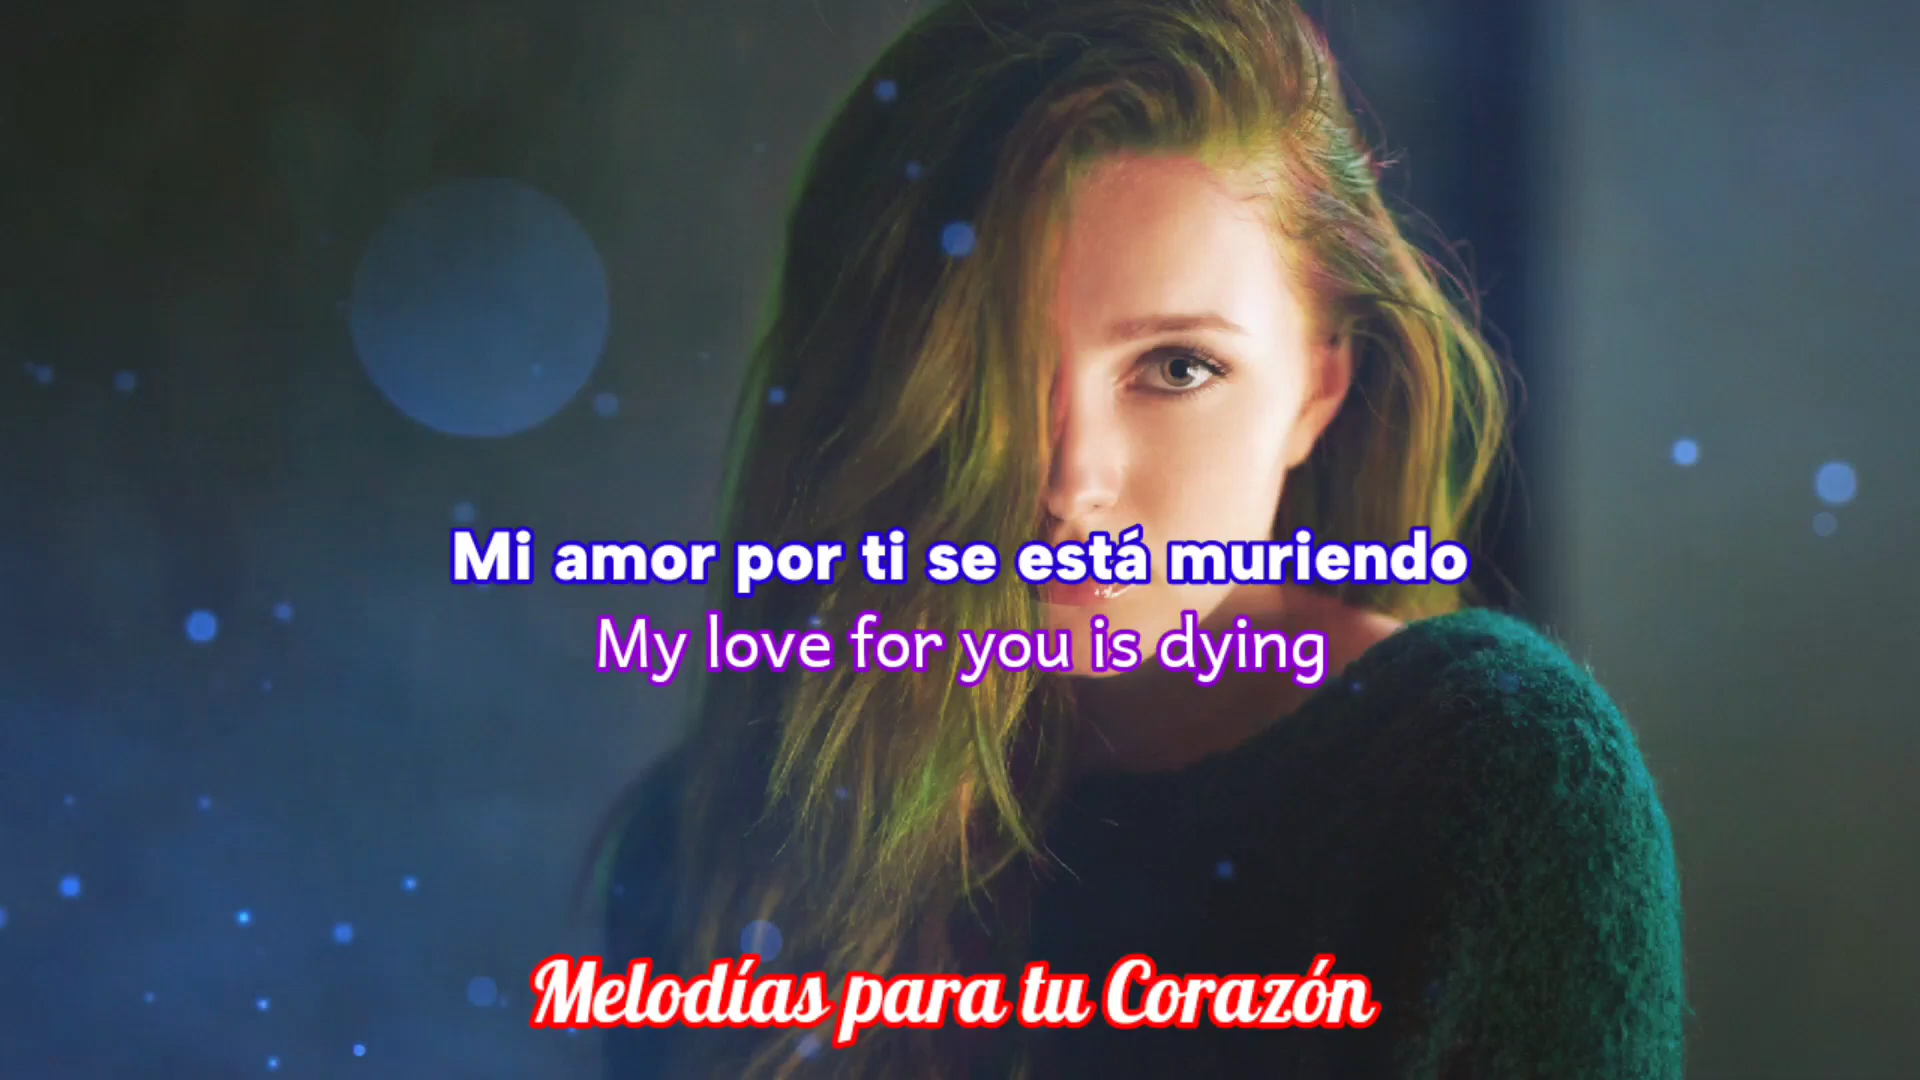 Mi amor por ti se está muriendo
My love for you is dying
Melodías para tu Corazón